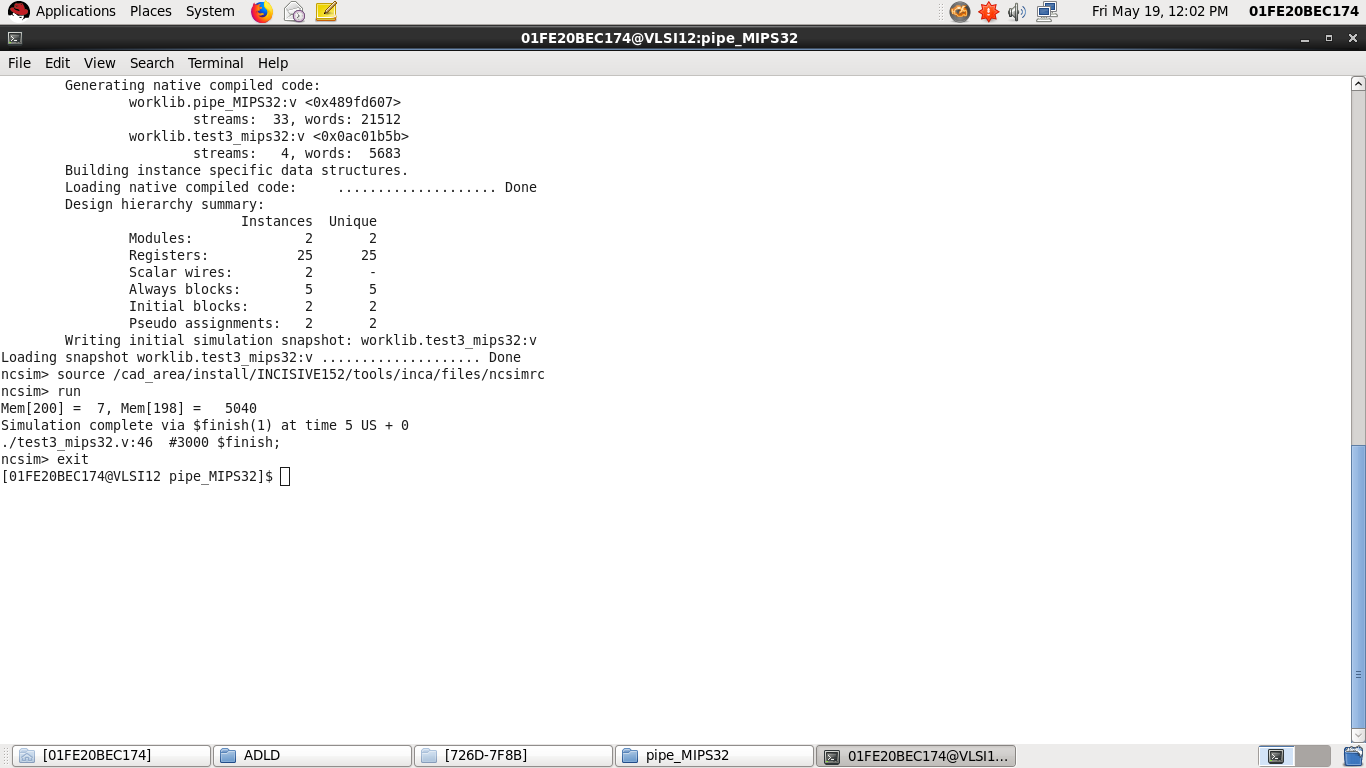 Applications Places System Fri May 19, 12:02 PM 01FE20BEC174
01FE20BEC174@VLSI12:pipe_MIPS32
File Edit View Search Terminal Help
Generating native compiled code:
worklib.pipe_MIPS32:v <0x489fd607>
streams: 33, words: 21512
worklib.test3_mips32:v <0x0ac01b5b>
streams: 4, words: 5683
Building instance specific data structures.
Loading native compiled code: .................... Done
Design hierarchy summary:
Instances Unique
Modules: 2 2
Registers: 25 25
Scalar wires: 2 -
Always blocks: 5 5
Initial blocks: 2 2
Pseudo assignments: 2 2
Writing initial simulation snapshot: worklib.test3_mips32:v
Loading snapshot worklib.test3_mips32:v .................... Done
ncsim> source /cad_area/install/INCISIVE152/tools/inca/files/ncsimrc
ncsim> run
Mem[200] = 7, Mem[198] = 5040
Simulation complete via $finish(1) at time 5 US + 0
./test3_mips32.v:46 #3000 $finish;
ncsim> exit
[01FE20BEC174@VLSI12 pipe_MIPS32]$
[01FE20BEC174] ADLD [726D-7F8B] pipe_MIPS32 01FE20BEC174@VLSI1...